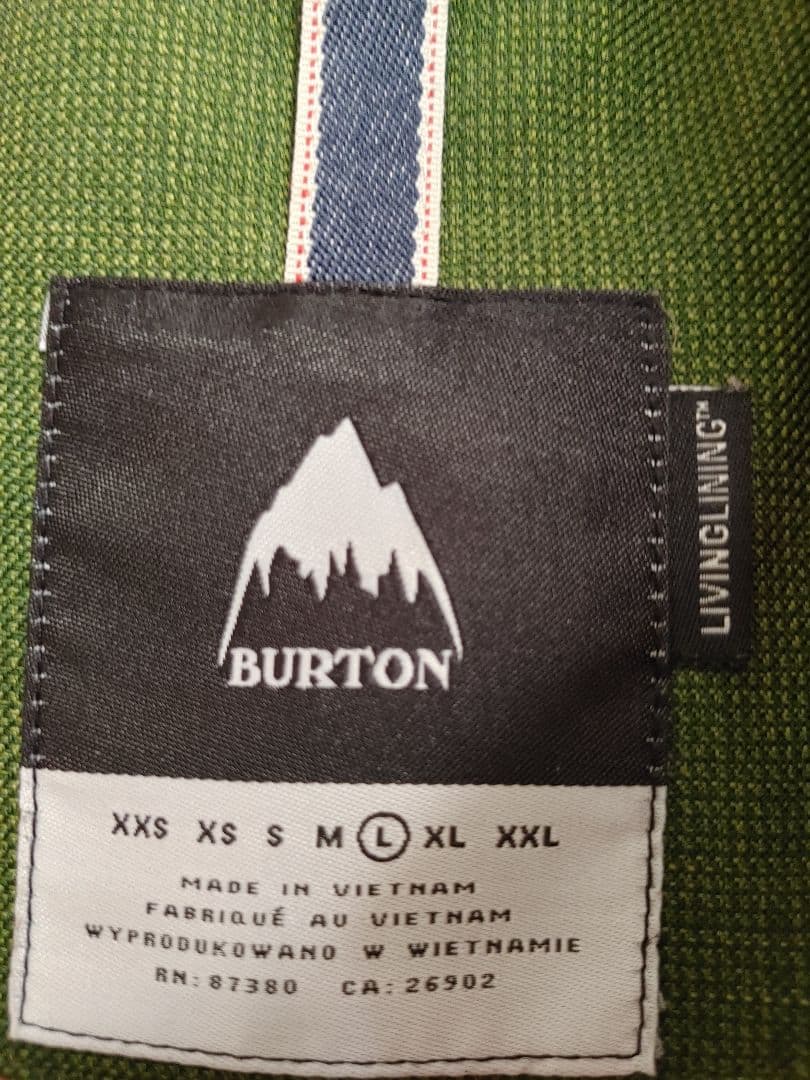 BURTON
LIVINGLINING™
XXS XS S M L XL XXL
MADE IN VIETNAM
FABRIQUÉ AU VIETNAM
WYPRODUKOWANO W WIETNAMIE
RN: 87380 CA: 26902